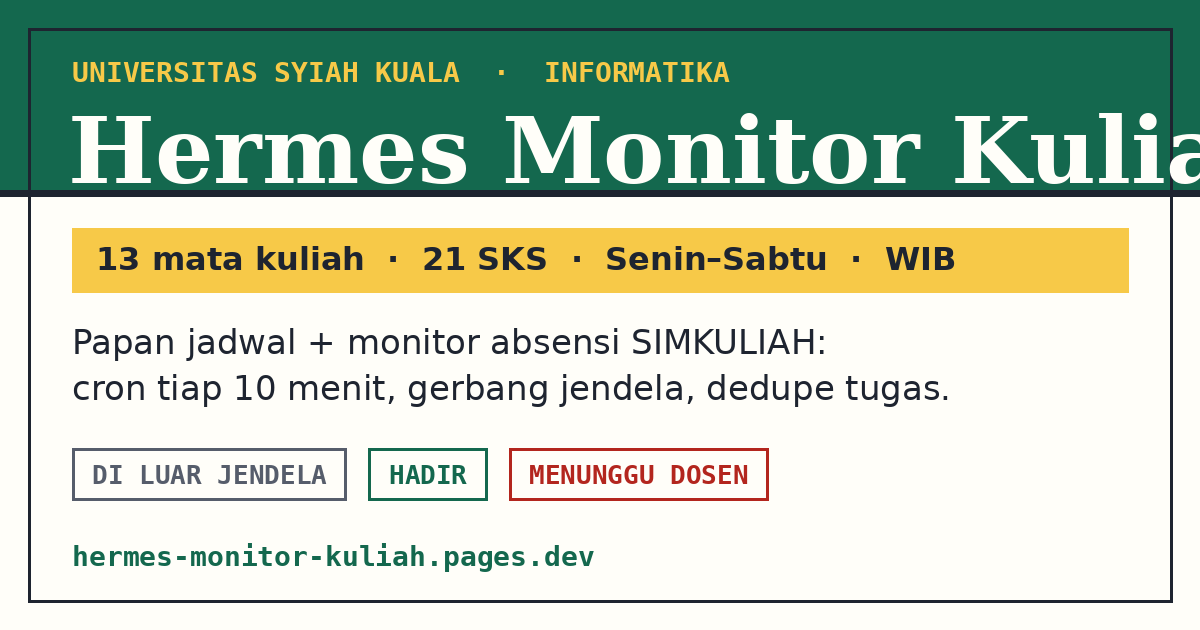 UNIVERSITAS SYIAH KUALA · INFORMATIKA
Hermes Monitor Kulia
13 mata kuliah · 21 SKS · Senin–Sabtu · WIB
Papan jadwal + monitor absensi SIMKULIAH:
cron tiap 10 menit, gerbang jendela, dedupe tugas.
DI LUAR JENDELA HADIR MENUNGGU DOSEN
hermes-monitor-kuliah.pages.dev